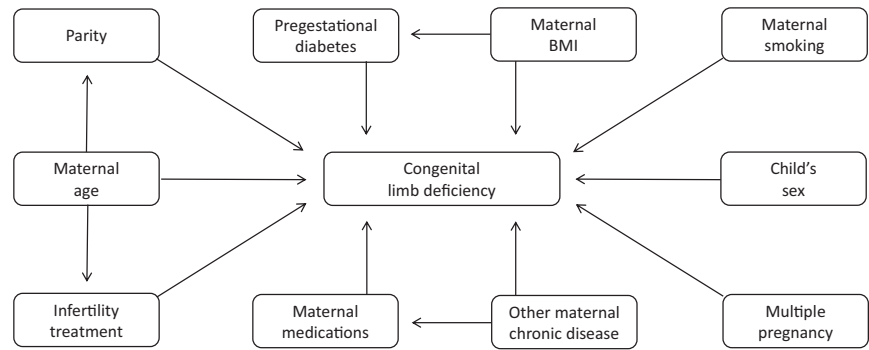 Parity
Pregestational
diabetes
Maternal
BMI
Maternal
smoking
Maternal
age
Congenital
limb deficiency
Child's
sex
Infertility
treatment
Maternal
medications
Other maternal
chronic disease
Multiple
pregnancy